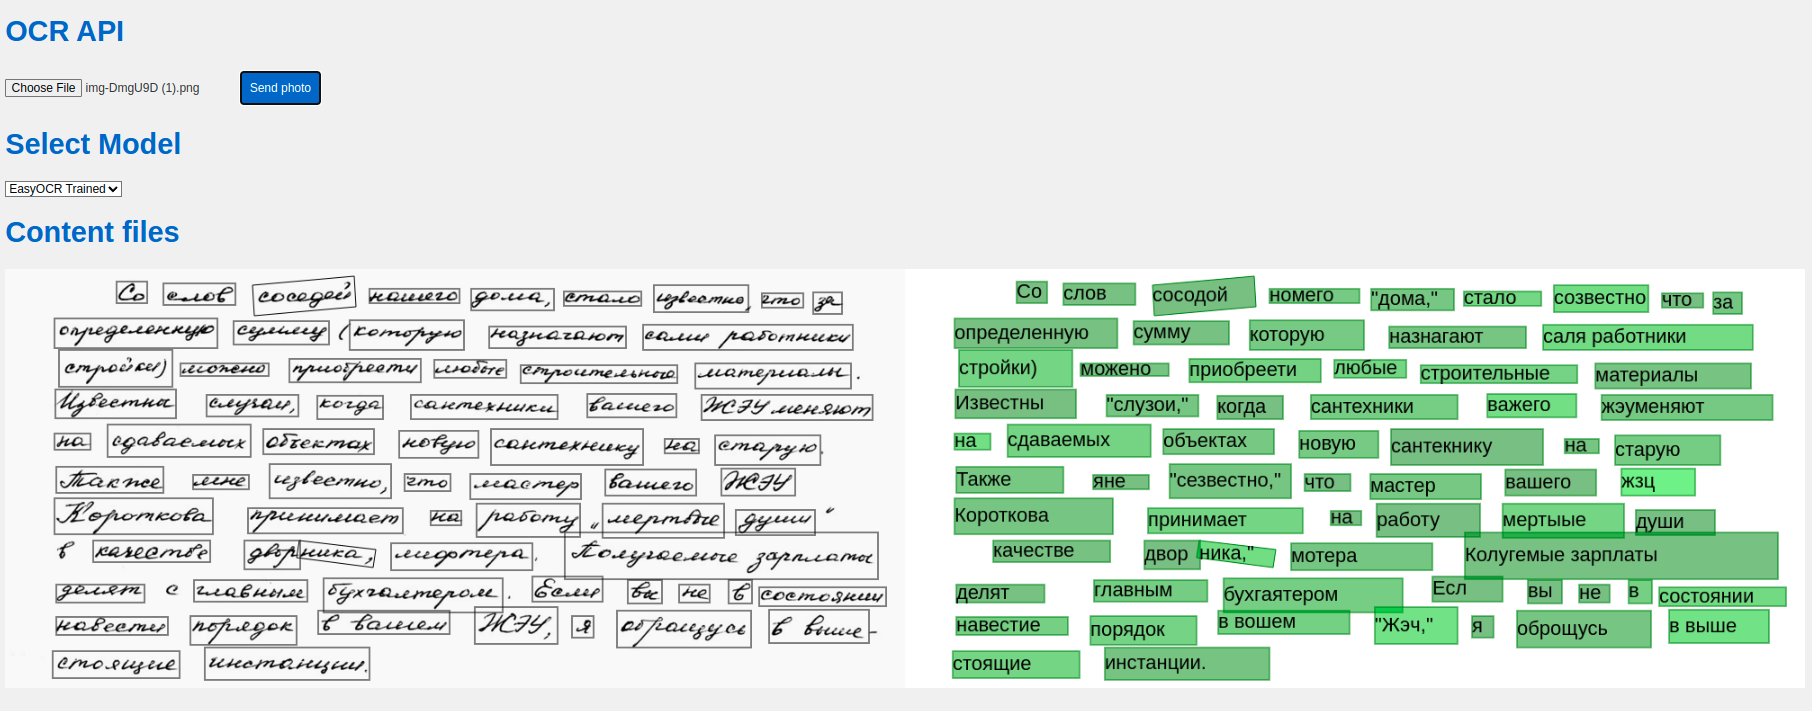 OCR API
Choose File img-DmgU9D (1).png Send photo
Select Model
EasyOCR Trained
Content files
Со слов соседей нашего дома, стало известно, что за
определенную сумму (которую назначают сами работники
стройки) можно приобрести любые строительные материалы.
Известны случаи, когда сантехники вашего ЖЭУ меняют
на сдаваемых объектах новую сантехнику на старую.
Также мне известно, что мастер вашего ЖЭУ
Короткова принимает на работу „мертвые души"
в качестве дворника, лифтера. Получаемые зарплаты
делят с главным бухгалтером. Если вы не в состоянии
навести порядок в вашем ЖЭУ, я обращусь в выше-
стоящие инстанции.
Со слов сосодой номего "дома," стало созвестно что за
определенную сумму которую назнагают саля работники
стройки) можено приобреети любые строительные материалы
Известны "слузои," когда сантехники важего жэуменяют
на сдаваемых объектах новую сантекнику на старую
Также яне "сезвестно," что мастер вашего жзц
Короткова принимает на работу мертыые души
качестве двор ника," мотера Колугемые зарплаты
делят главным бухгаятером Есл вы не в состоянии
навестие порядок в вошем "Жэч," я оброщусь в выше
стоящие инстанции.